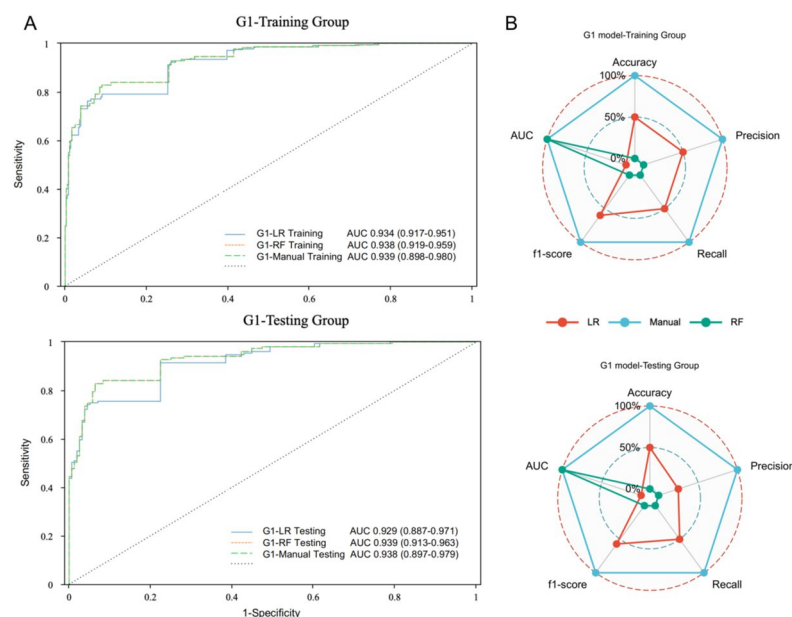 A
G1-Training Group
1
0.8
0.6
0.4
0.2
0
Sensitivity
G1-LR Training AUC 0.934 (0.917-0.951)
G1-RF Training AUC 0.938 (0.919-0.959)
G1-Manual Training AUC 0.939 (0.898-0.980)
0 0.2 0.4 0.6 0.8 1
G1-Testing Group
1
0.8
0.6
0.4
0.2
0
Sensitivity
G1-LR Testing AUC 0.929 (0.887-0.971)
G1-RF Testing AUC 0.939 (0.913-0.963)
G1-Manual Testing AUC 0.938 (0.897-0.979)
0 0.2 0.4 0.6 0.8 1
1-Specificity
B
G1 model-Training Group
Accuracy
100%
50%
0%
AUC
Precision
f1-score
Recall
LR Manual RF
G1 model-Testing Group
Accuracy
100%
50%
0%
AUC
Precision
f1-score
Recall